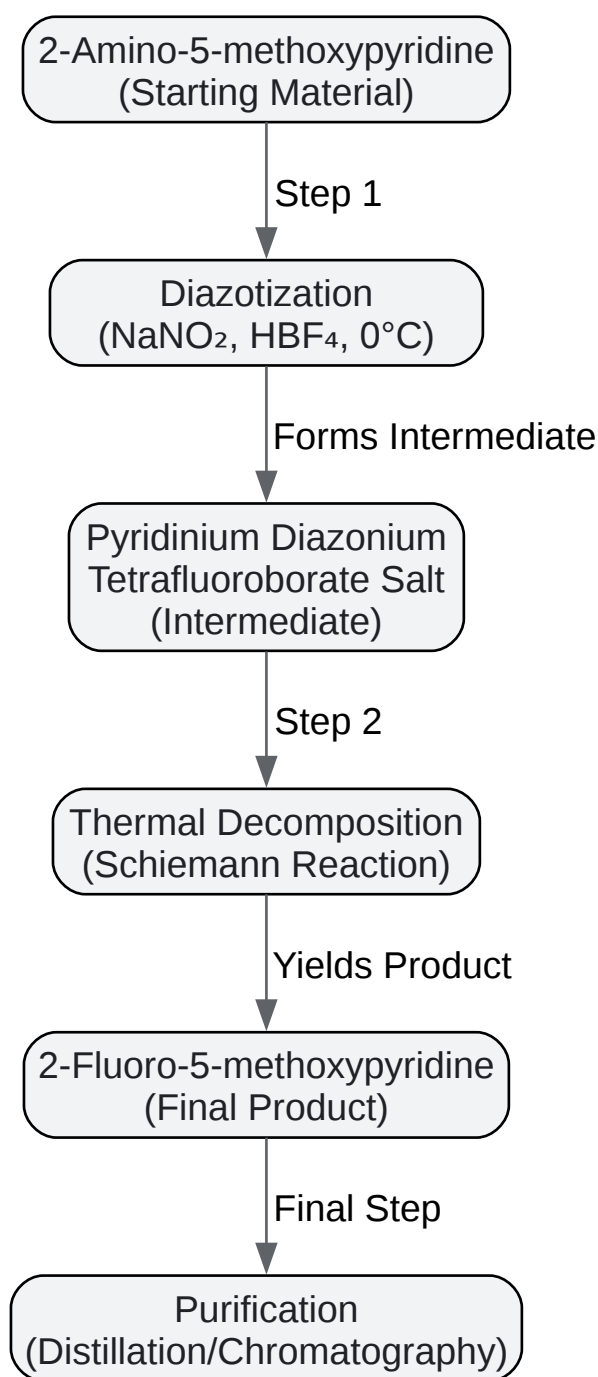 2-Amino-5-methoxypyridine
(Starting Material)
Step 1
Diazotization
(NaNO₂, HBF₄, 0°C)
Forms Intermediate
Pyridinium Diazonium
Tetrafluoroborate Salt
(Intermediate)
Step 2
Thermal Decomposition
(Schiemann Reaction)
Yields Product
2-Fluoro-5-methoxypyridine
(Final Product)
Final Step
Purification
(Distillation/Chromatography)